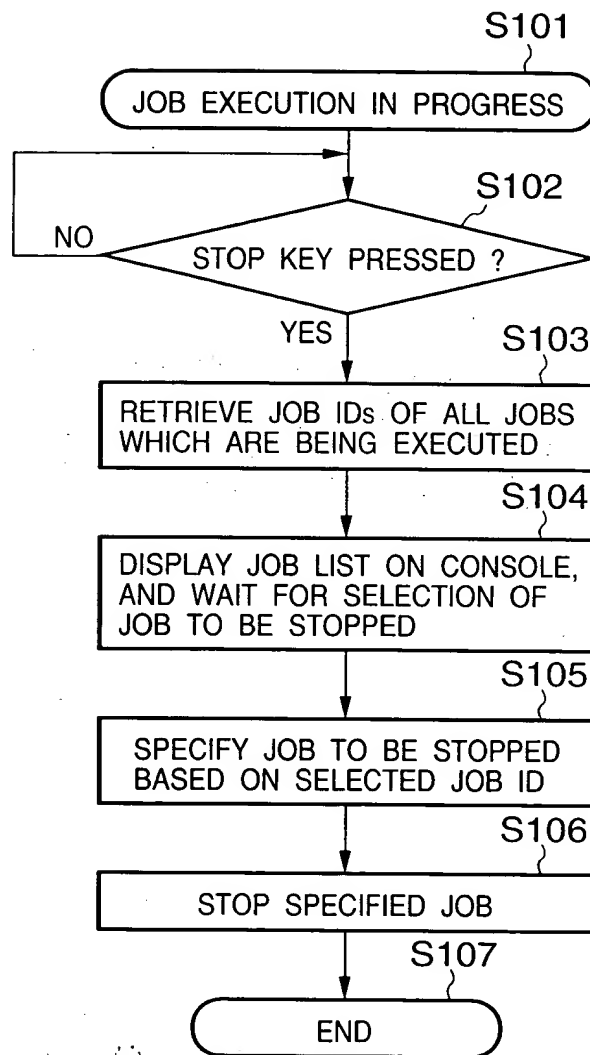 S101
JOB EXECUTION IN PROGRESS
S102
NO
STOP KEY PRESSED ?
YES
S103
RETRIEVE JOB IDs OF ALL JOBS
WHICH ARE BEING EXECUTED
S104
DISPLAY JOB LIST ON CONSOLE,
AND WAIT FOR SELECTION OF
JOB TO BE STOPPED
S105
SPECIFY JOB TO BE STOPPED
BASED ON SELECTED JOB ID
S106
STOP SPECIFIED JOB
S107
END